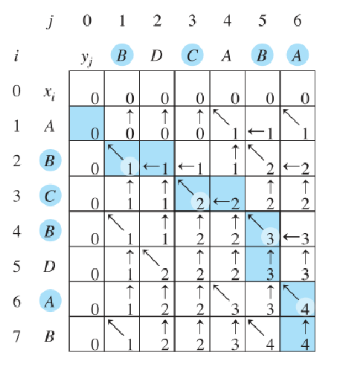 j 0 1 2 3 4 5 6
i y_j B D C A B A
0 x_i 0 0 0 0 0 0 0
1 A 0 ↑0 ↑0 ↑0 ↖1 ←1 ↖1
2 B 0 ↖1 ←1 ←1 ↑1 ↖2 ←2
3 C 0 ↑1 ↑1 ↖2 ←2 ↑2 ↑2
4 B 0 ↖1 ↑1 ↑2 ↑2 ↖3 ←3
5 D 0 ↑1 ↖2 ↑2 ↑2 ↑3 ↑3
6 A 0 ↑1 ↑2 ↑2 ↖3 ↑3 ↖4
7 B 0 ↖1 ↑2 ↑2 ↑3 ↖4 ↑4